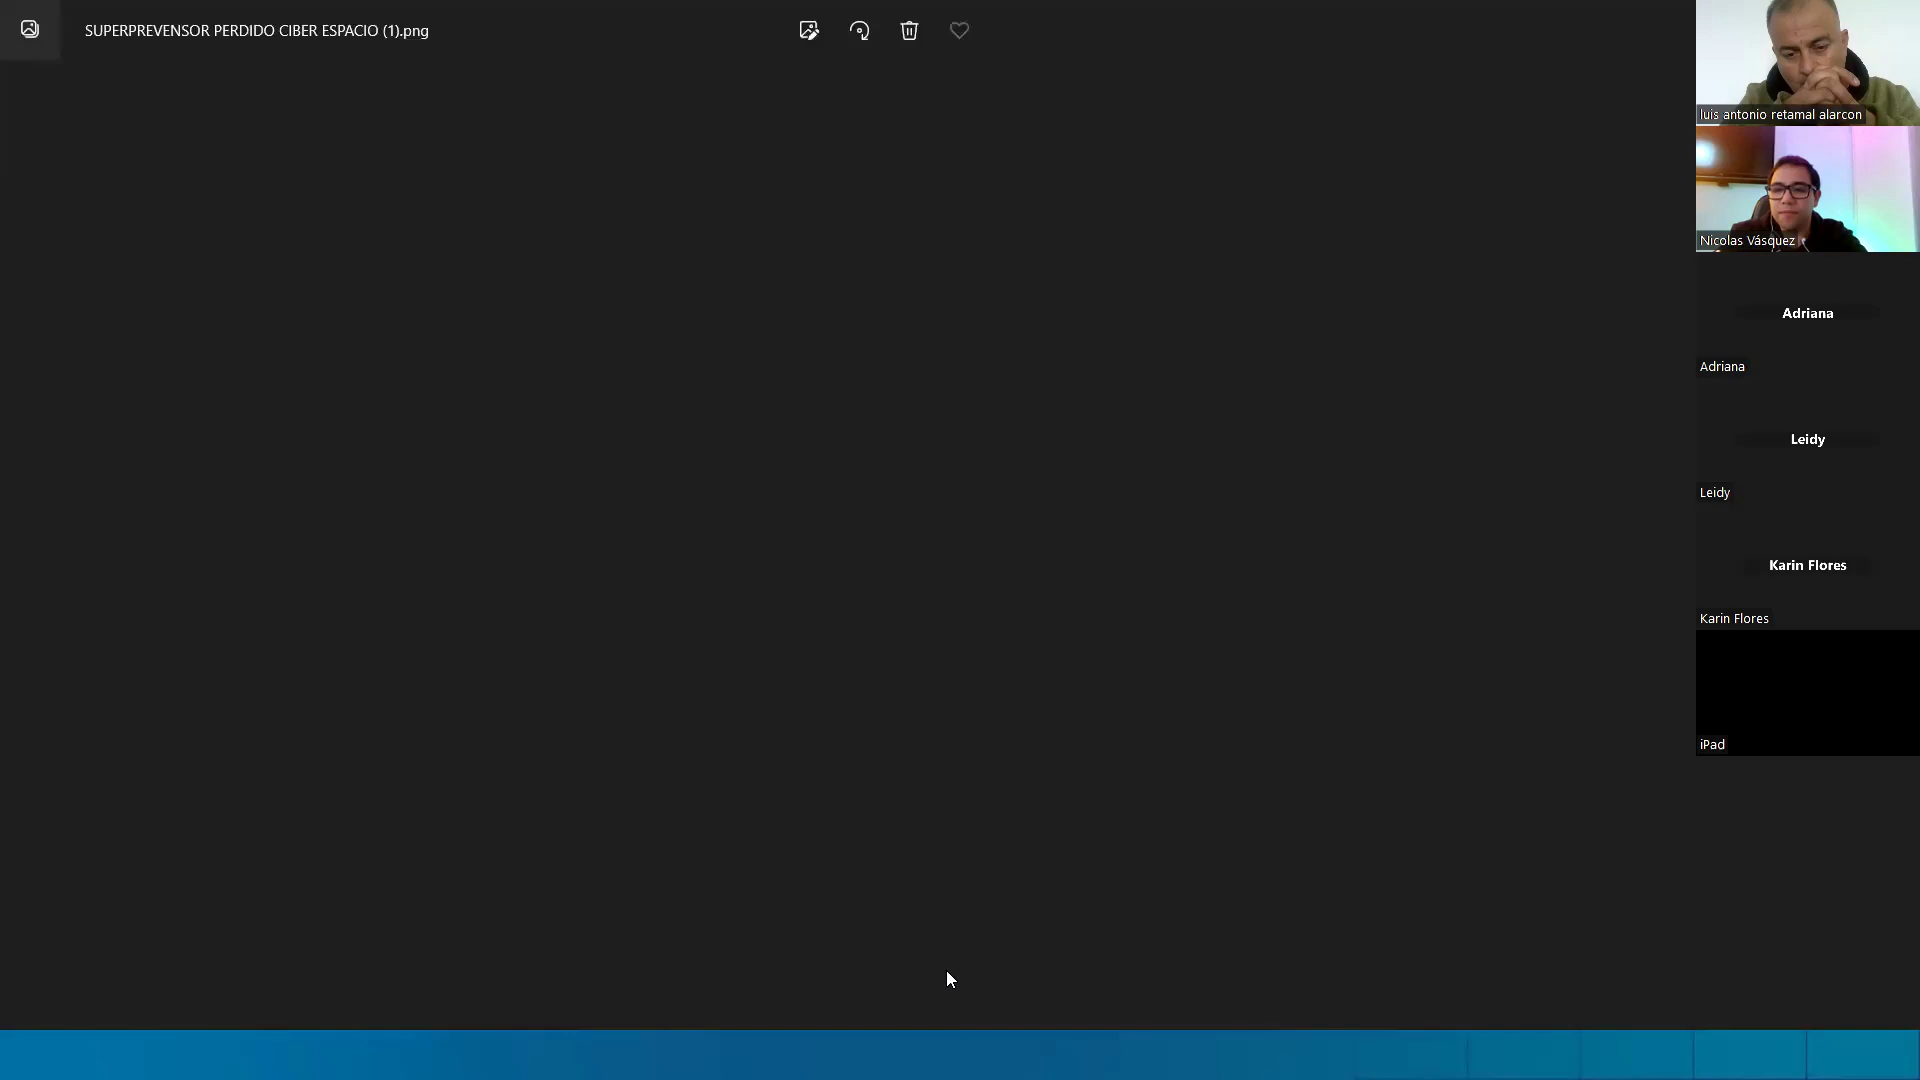 SUPERPREVENSOR PERDIDO CIBER ESPACIO (1).png
luis antonio retamal alarcon
Nicolas Vásquez
Adriana
Adriana
Leidy
Leidy
Karin Flores
Karin Flores
iPad